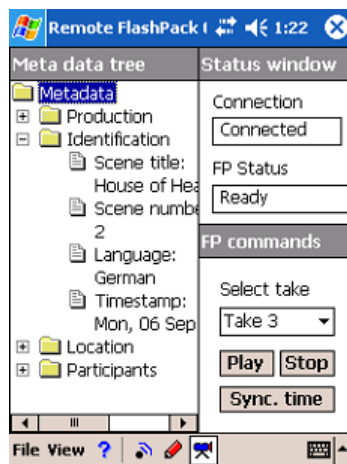 Remote FlashPack ( 1:22
Meta data tree
Metadata
Production
Identification
Scene title:
House of Hea
Scene numbe
2
Language:
German
Timestamp:
Mon, 06 Sep
Location
Participants
Status window
Connection
Connected
FP Status
Ready
FP commands
Select take
Take 3
Play Stop
Sync. time
File View ?